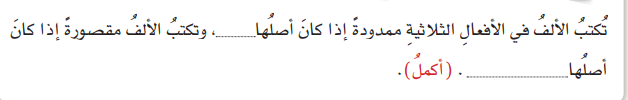 تُكتبُ الألفُ في الأفعالِ الثلاثيةِ ممدودةً إذا كانَ أصلُها........، وتكتبُ الألفُ مقصورةً إذا كانَ
أصلُها..................... . (أكملُ).